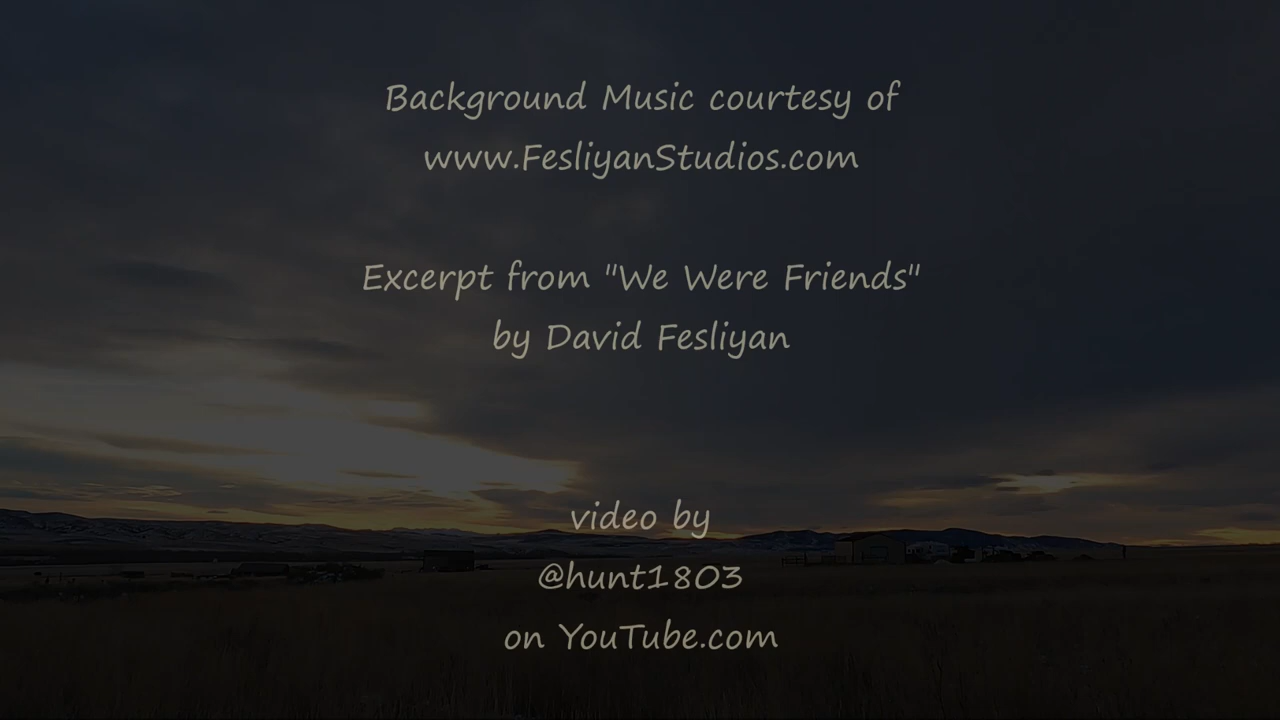 Background Music courtesy of
www.FesliyanStudios.com
Excerpt from "We Were Friends"
by David Fesliyan
video by
@hunt1803
on YouTube.com